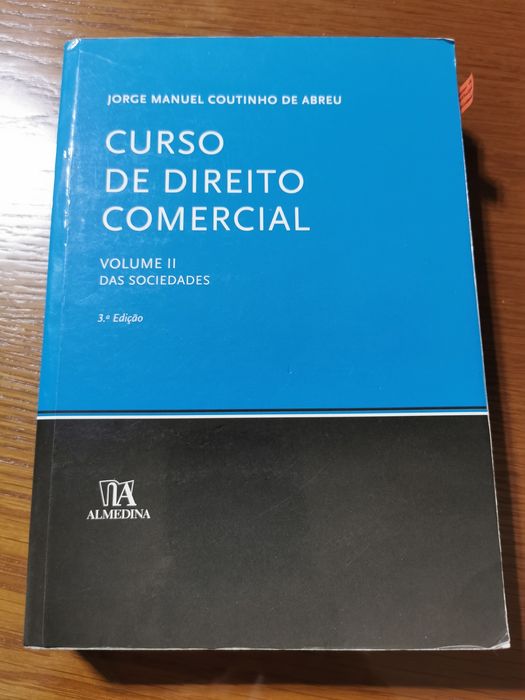 JORGE MANUEL COUTINHO DE ABREU
CURSO
DE DIREITO
COMERCIAL
VOLUME II
DAS SOCIEDADES
3.ª Edição
ALMEDINA